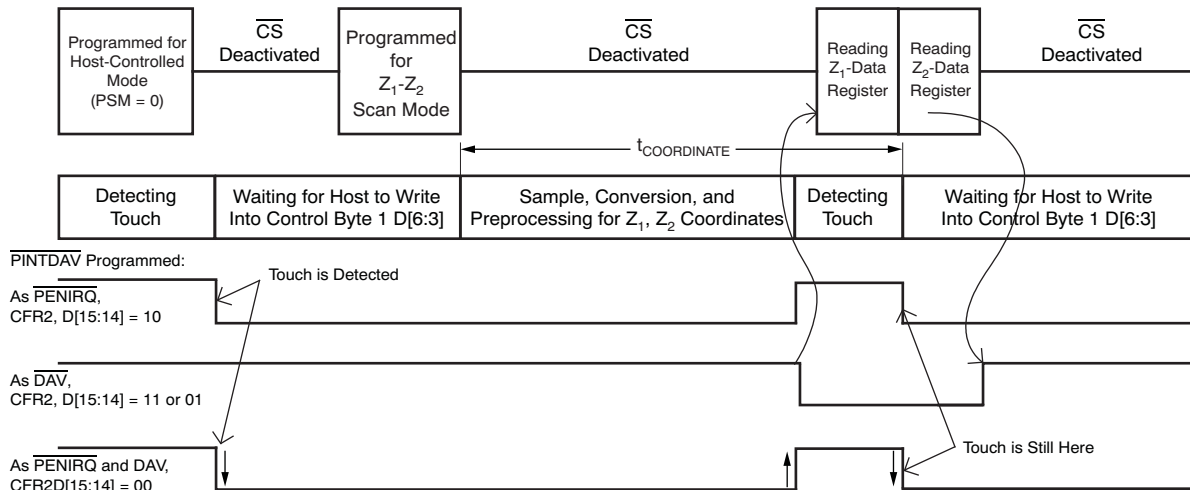 Programmed for
Host-Controlled
Mode
(PSM = 0)
CS
Deactivated
Programmed
for
Z1-Z2
Scan Mode
CS
Deactivated
Reading
Z1-Data
Register
Reading
Z2-Data
Register
CS
Deactivated
tCOORDINATE
Detecting
Touch
Waiting for Host to Write
Into Control Byte 1 D[6:3]
Sample, Conversion, and
Preprocessing for Z1, Z2 Coordinates
Detecting
Touch
Waiting for Host to Write
Into Control Byte 1 D[6:3]
PINTDAV Programmed:
Touch is Detected
As PENIRQ,
CFR2, D[15:14] = 10
As DAV,
CFR2, D[15:14] = 11 or 01
Touch is Still Here
As PENIRQ and DAV,
CFR2D[15:14] = 00